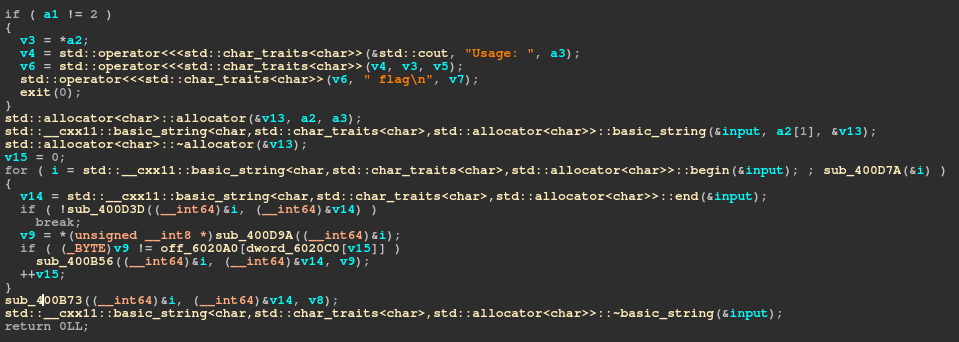 if ( a1 != 2 )
{
v3 = *a2;
v4 = std::operator<<<std::char_traits<char>>(&std::cout, "Usage: ", a3);
v6 = std::operator<<<std::char_traits<char>>(v4, v3, v5);
std::operator<<<std::char_traits<char>>(v6, " flag\n", v7);
exit(0);
}
std::allocator<char>::allocator(&v13, a2, a3);
std::__cxx11::basic_string<char,std::char_traits<char>,std::allocator<char>>::basic_string(&input, a2[1], &v13);
std::allocator<char>::~allocator(&v13);
v15 = 0;
for ( i = std::__cxx11::basic_string<char,std::char_traits<char>,std::allocator<char>>::begin(&input); ; sub_400D7A(&i) )
{
v14 = std::__cxx11::basic_string<char,std::char_traits<char>,std::allocator<char>>::end(&input);
if ( !sub_400D3D((__int64)&i, (__int64)&v14) )
break;
v9 = *(unsigned __int8 *)sub_400D9A((__int64)&i);
if ( (_BYTE)v9 != off_6020A0[dword_6020C0[v15]] )
sub_400B56((__int64)&i, (__int64)&v14, v9);
++v15;
}
sub_400B73((__int64)&i, (__int64)&v14, v8);
std::__cxx11::basic_string<char,std::char_traits<char>,std::allocator<char>>::~basic_string(&input);
return 0LL;